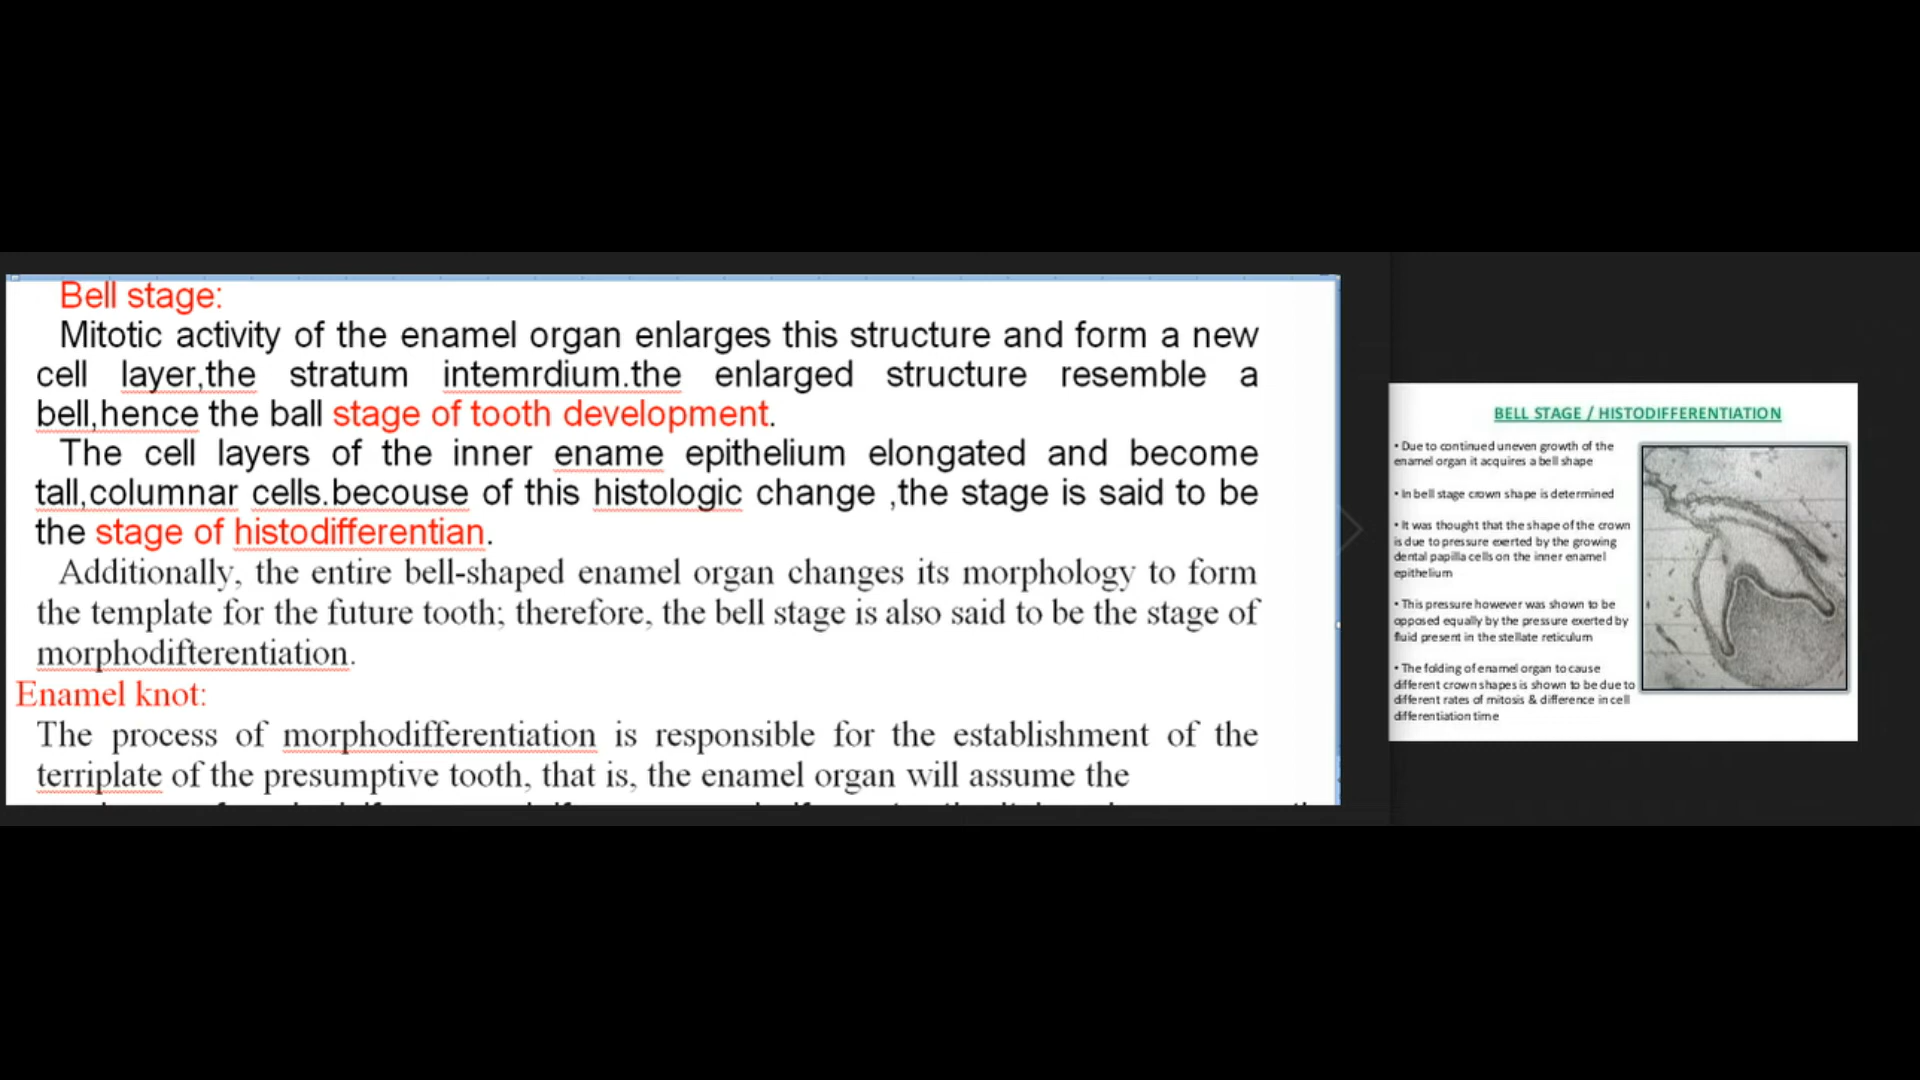 Bell stage:
Mitotic activity of the enamel organ enlarges this structure and form a new
cell layer,the stratum intemrdium.the enlarged structure resemble a
bell,hence the ball stage of tooth development.
The cell layers of the inner ename epithelium elongated and become
tall,columnar cells.becouse of this histologic change ,the stage is said to be
the stage of histodifferentian.
Additionally, the entire bell-shaped enamel organ changes its morphology to form
the template for the future tooth; therefore, the bell stage is also said to be the stage of
morphodifterentiation.
Enamel knot:
The process of morphodifferentiation is responsible for the establishment of the
terriplate of the presumptive tooth, that is, the enamel organ will assume the
BELL STAGE / HISTODIFFERENTIATION
• Due to continued uneven growth of the
enamel organ it acquires a bell shape
• In bell stage crown shape is determined
• It was thought that the shape of the crown
is due to pressure exerted by the growing
dental papilla cells on the inner enamel
epithelium
• This pressure however was shown to be
opposed equally by the pressure exerted by
fluid present in the stellate reticulum
• The folding of enamel organ to cause
different crown shapes is shown to be due to
different rates of mitosis & difference in cell
differentiation time